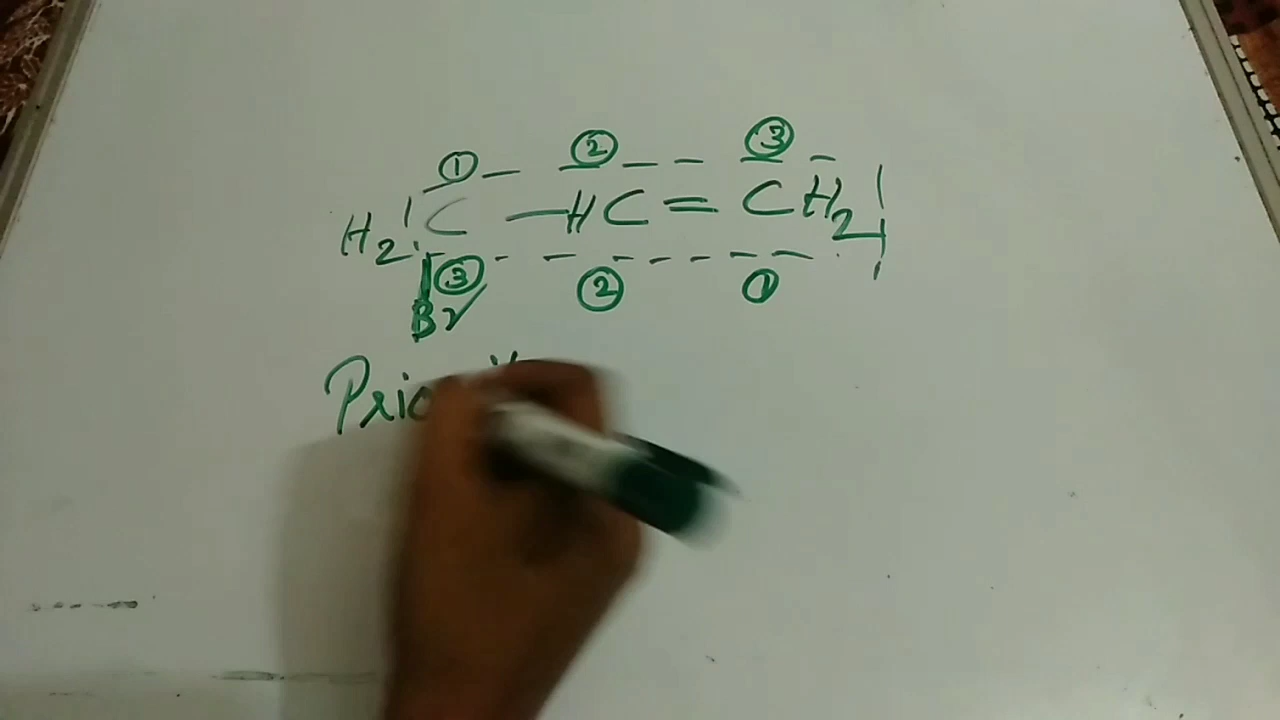 ① ② ③
H2C — HC = CH2
③ ② ①
Br